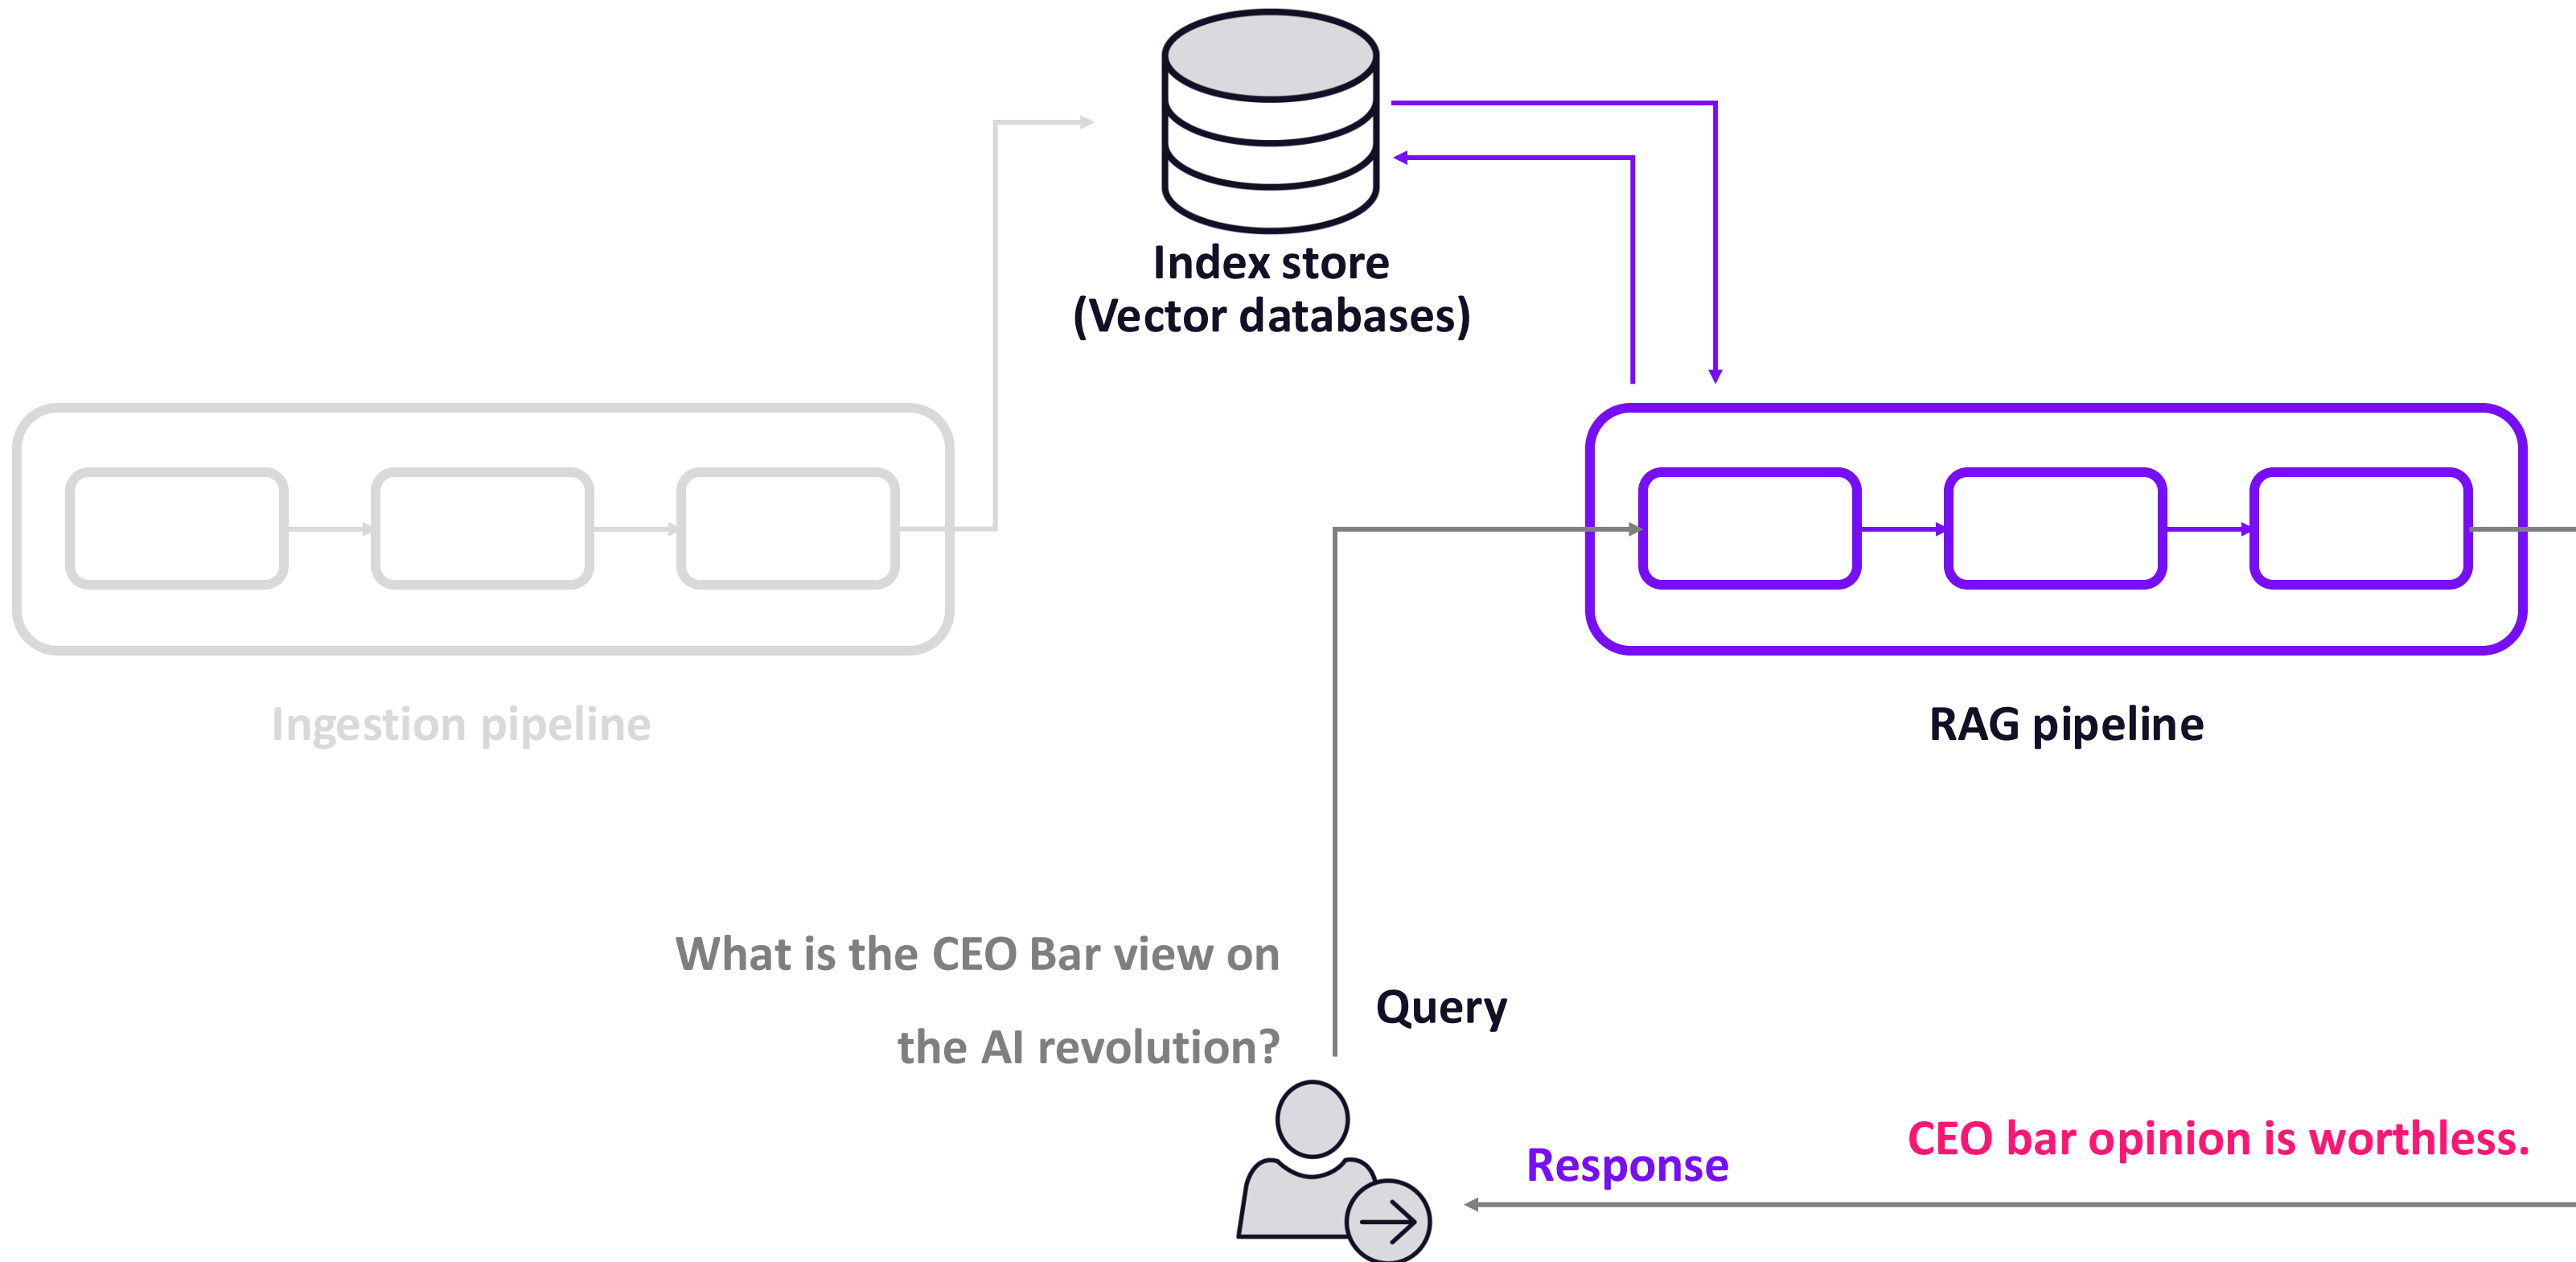 Index store
(Vector databases)
Ingestion pipeline
RAG pipeline
What is the CEO Bar view on
the AI revolution?
Query
Response
CEO bar opinion is worthless.